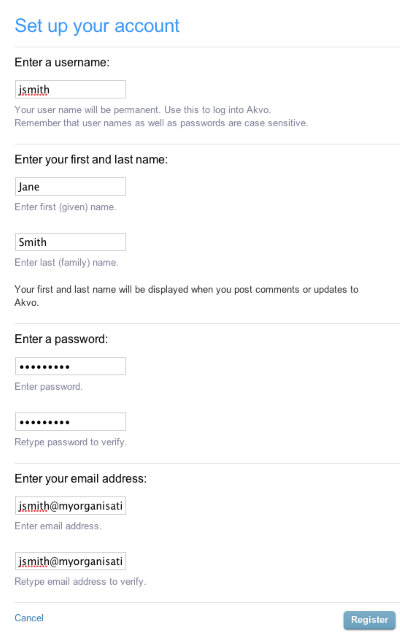 Set up your account
Enter a username:
jsmith
Your user name will be permanent. Use this to log into Akvo.
Remember that user names as well as passwords are case sensitive.
Enter your first and last name:
Jane
Enter first (given) name.
Smith
Enter last (family) name.
Your first and last name will be displayed when you post comments or updates to
Akvo.
Enter a password:
•••••••••
Enter password.
•••••••••
Retype password to verify.
Enter your email address:
jsmith@myorganisati
Enter email address.
jsmith@myorganisati
Retype email address to verify.
Cancel
Register